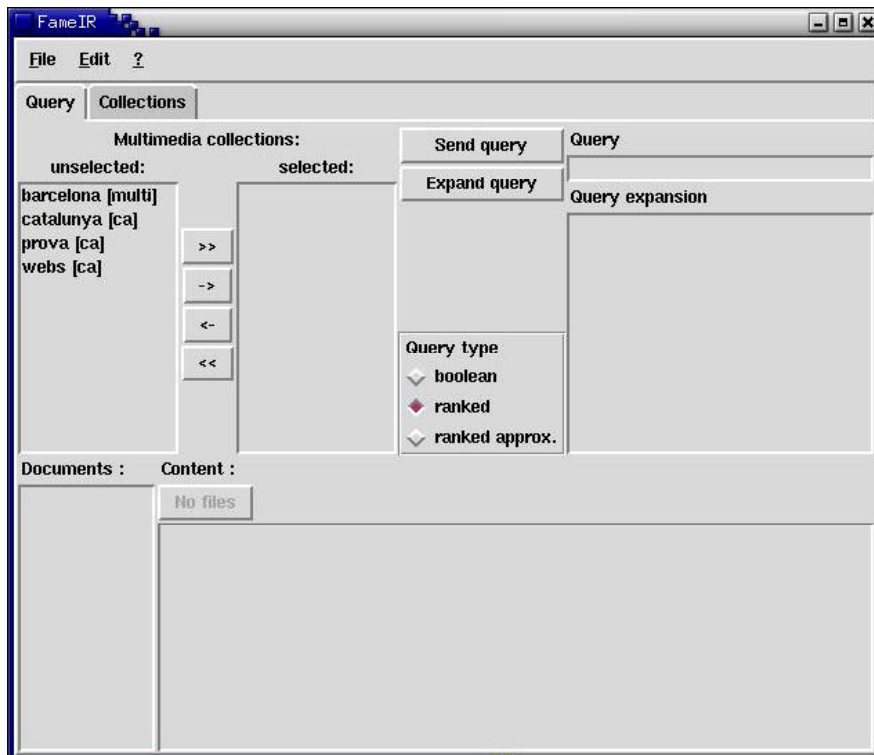 FameIR
File Edit ?
Query Collections
Multimedia collections:
unselected:
selected:
barcelona [multi]
catalunya [ca]
prova [ca]
webs [ca]
>>
->
<-
<<
Send query
Expand query
Query
Query expansion
Query type
boolean
ranked
ranked approx.
Documents :
Content :
No files